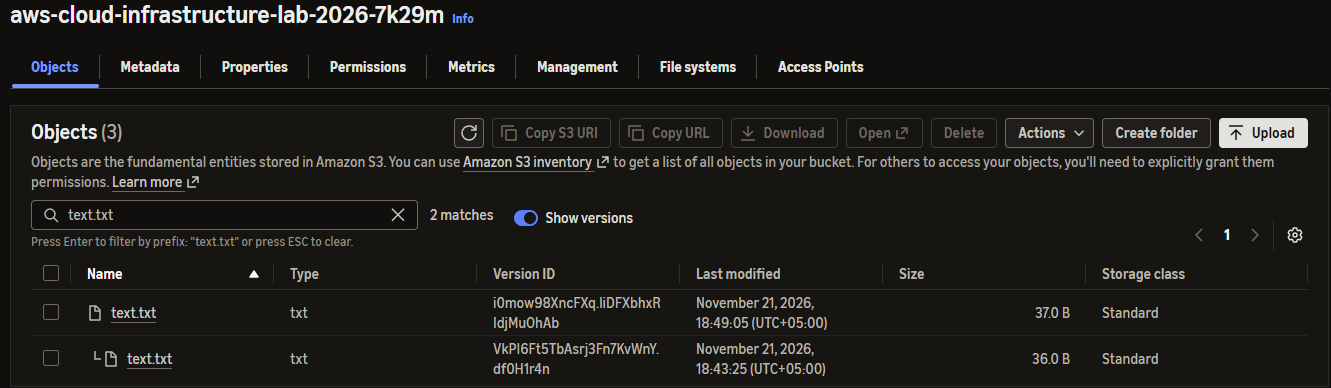 aws-cloud-infrastructure-lab-2026-7k29m Info
Objects Metadata Properties Permissions Metrics Management File systems Access Points
Objects (3) Copy S3 URI Copy URL Download Open Delete Actions Create folder Upload
Objects are the fundamental entities stored in Amazon S3. You can use Amazon S3 inventory to get a list of all objects in your bucket. For others to access your objects, you'll need to explicitly grant them
permissions. Learn more
text.txt 2 matches Show versions
Press Enter to filter by prefix: "text.txt" or press ESC to clear.
1
Name Type Version ID Last modified Size Storage class
text.txt txt i0mow98XncFXq.liDFXbhxR November 21, 2026, 37.0 B Standard
IdjMuOhAb 18:49:05 (UTC+05:00)
text.txt txt VkPl6Ft5TbAsrj3Fn7KvWnY. November 21, 2026, 36.0 B Standard
df0H1r4n 18:43:25 (UTC+05:00)